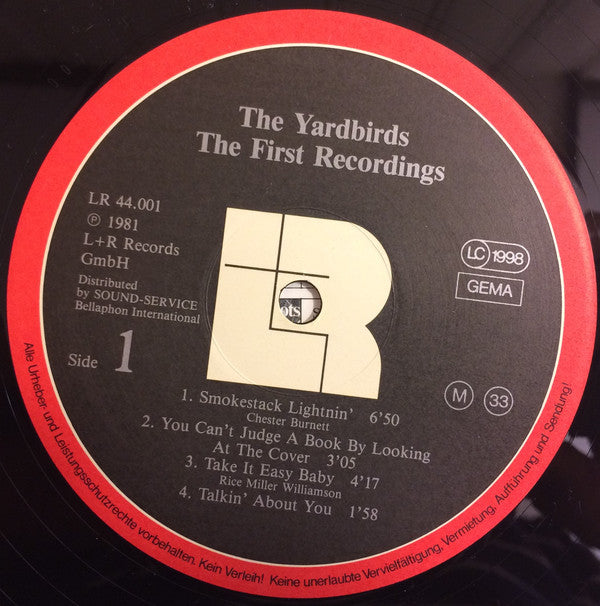 The Yardbirds
The First Recordings
LR 44.001
℗ 1981
L+R Records
GmbH
Distributed
by SOUND-SERVICE
Bellaphon International
Side 1
LC 1998
GEMA
M 33
1. Smokestack Lightnin' 6'50
Chester Burnett
2. You Can't Judge A Book By Looking
At The Cover 3'05
3. Take It Easy Baby 4'17
Rice Miller Williamson
4. Talkin' About You 1'58
Alle Urheber- und Leistungsschutzrechte vorbehalten. Kein Verleih! Keine unerlaubte Vervielfältigung, Vermietung, Aufführung und Sendung!